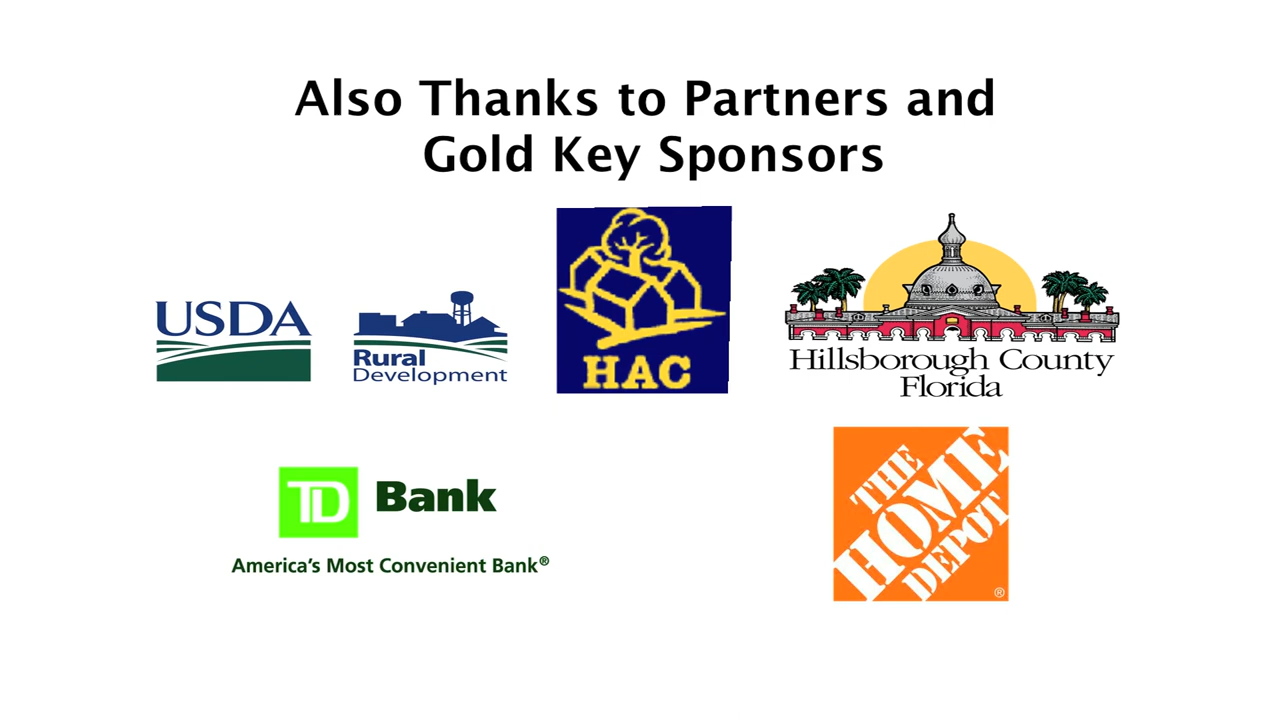 Also Thanks to Partners and
Gold Key Sponsors
USDA
Rural
Development
HAC
Hillsborough County
Florida
TD Bank
America's Most Convenient Bank®
THE
HOME
DEPOT
®